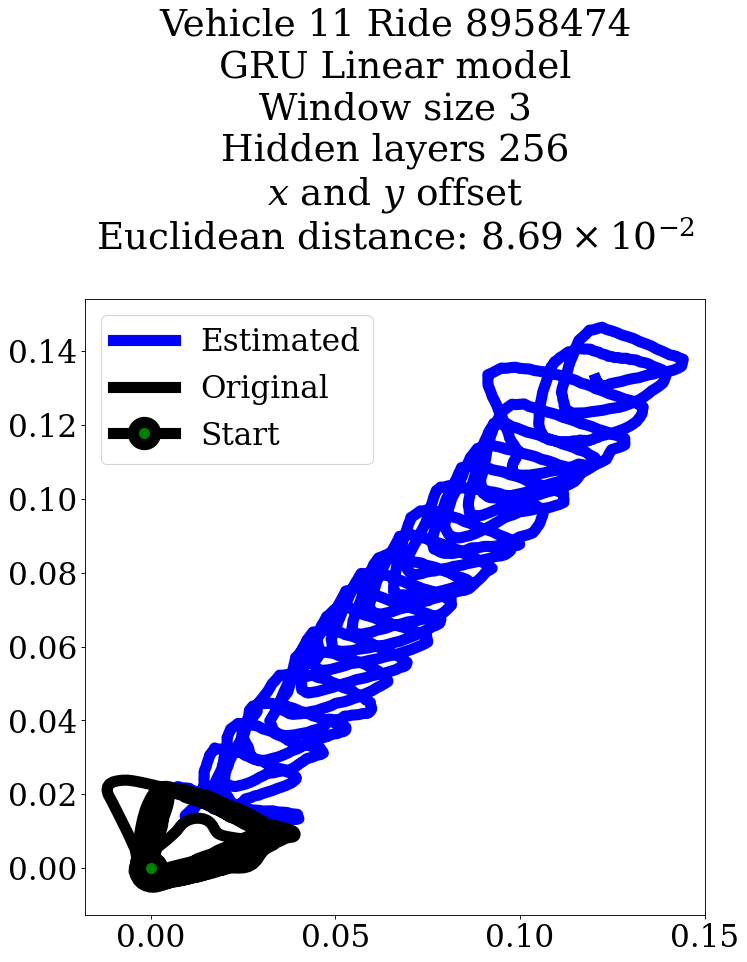 Vehicle 11 Ride 8958474
GRU Linear model
Window size 3
Hidden layers 256
x and y offset
Euclidean distance: 8.69 × 10⁻²
Estimated
Original
Start
0.14
0.12
0.10
0.08
0.06
0.04
0.02
0.00
0.00 0.05 0.10 0.15